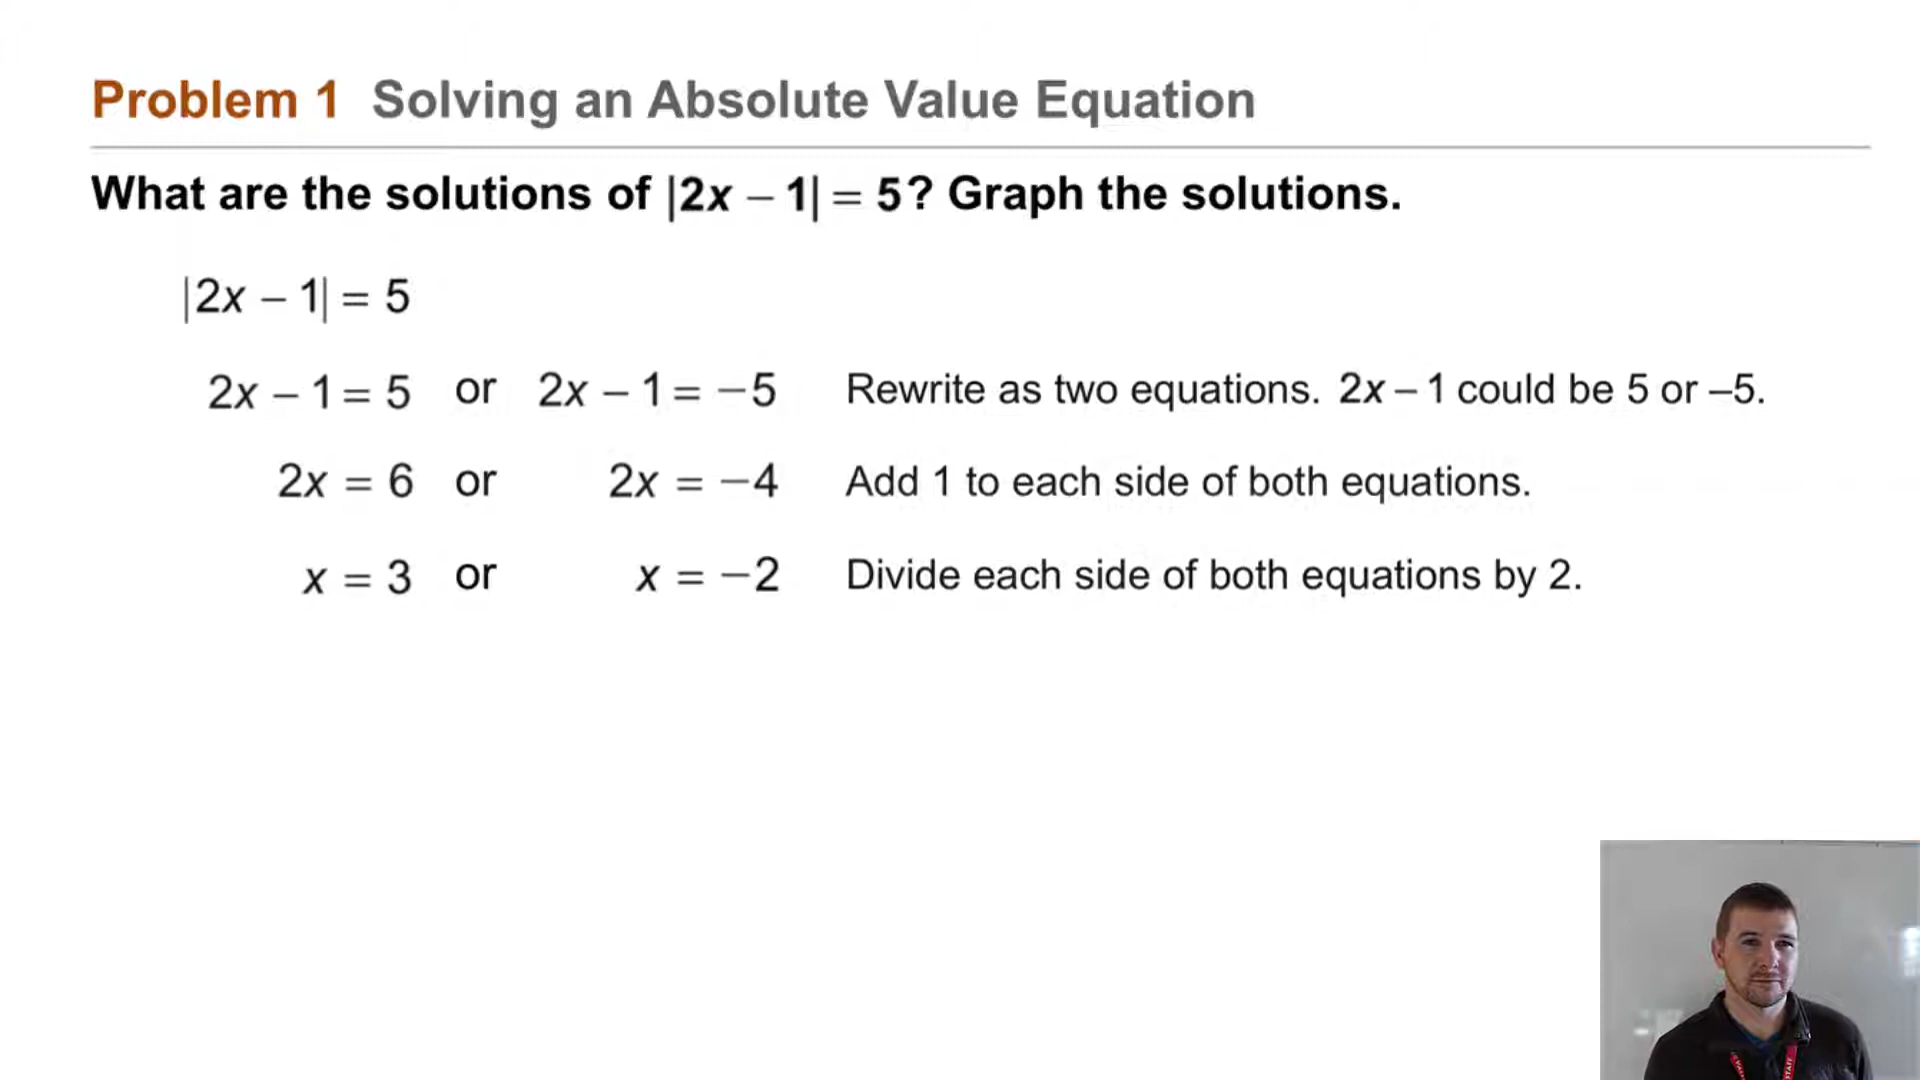 Problem 1 Solving an Absolute Value Equation
What are the solutions of |2x – 1| = 5? Graph the solutions.
|2x – 1| = 5
2x – 1 = 5 or 2x – 1 = –5 Rewrite as two equations. 2x – 1 could be 5 or –5.
2x = 6 or 2x = –4 Add 1 to each side of both equations.
x = 3 or x = –2 Divide each side of both equations by 2.